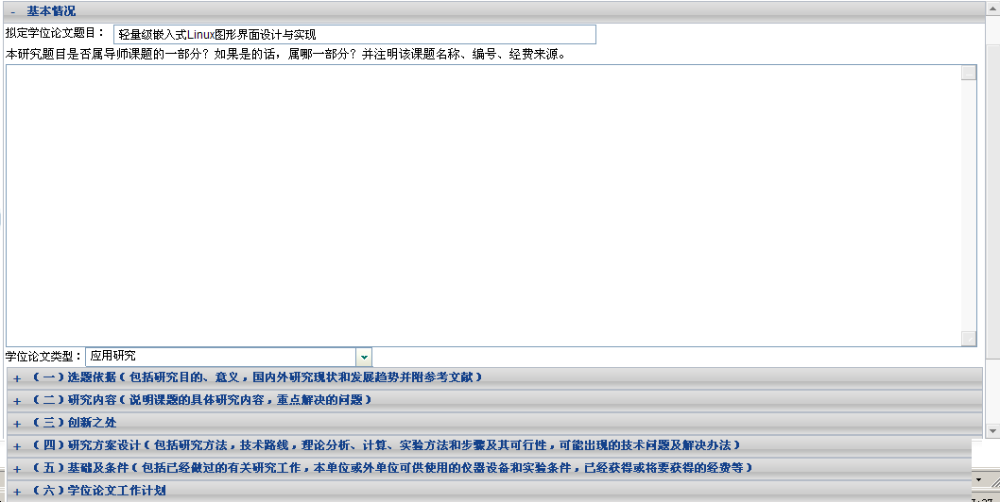 - 基本情况
拟定学位论文题目： 轻量级嵌入式Linux图形界面设计与实现
本研究题目是否属导师课题的一部分？如果是的话，属哪一部分？并注明该课题名称、编号、经费来源。
学位论文类型： 应用研究
+ （一）选题依据（包括研究目的、意义，国内外研究现状和发展趋势并附参考文献）
+ （二）研究内容（说明课题的具体研究内容，重点解决的问题）
+ （三）创新之处
+ （四）研究方案设计（包括研究方法，技术路线，理论分析、计算、实验方法和步骤及其可行性，可能出现的技术问题及解决办法）
+ （五）基础及条件（包括已经做过的有关研究工作，本单位或外单位可供使用的仪器设备和实验条件，已经获得或将要获得的经费等）
+ （六）学位论文工作计划